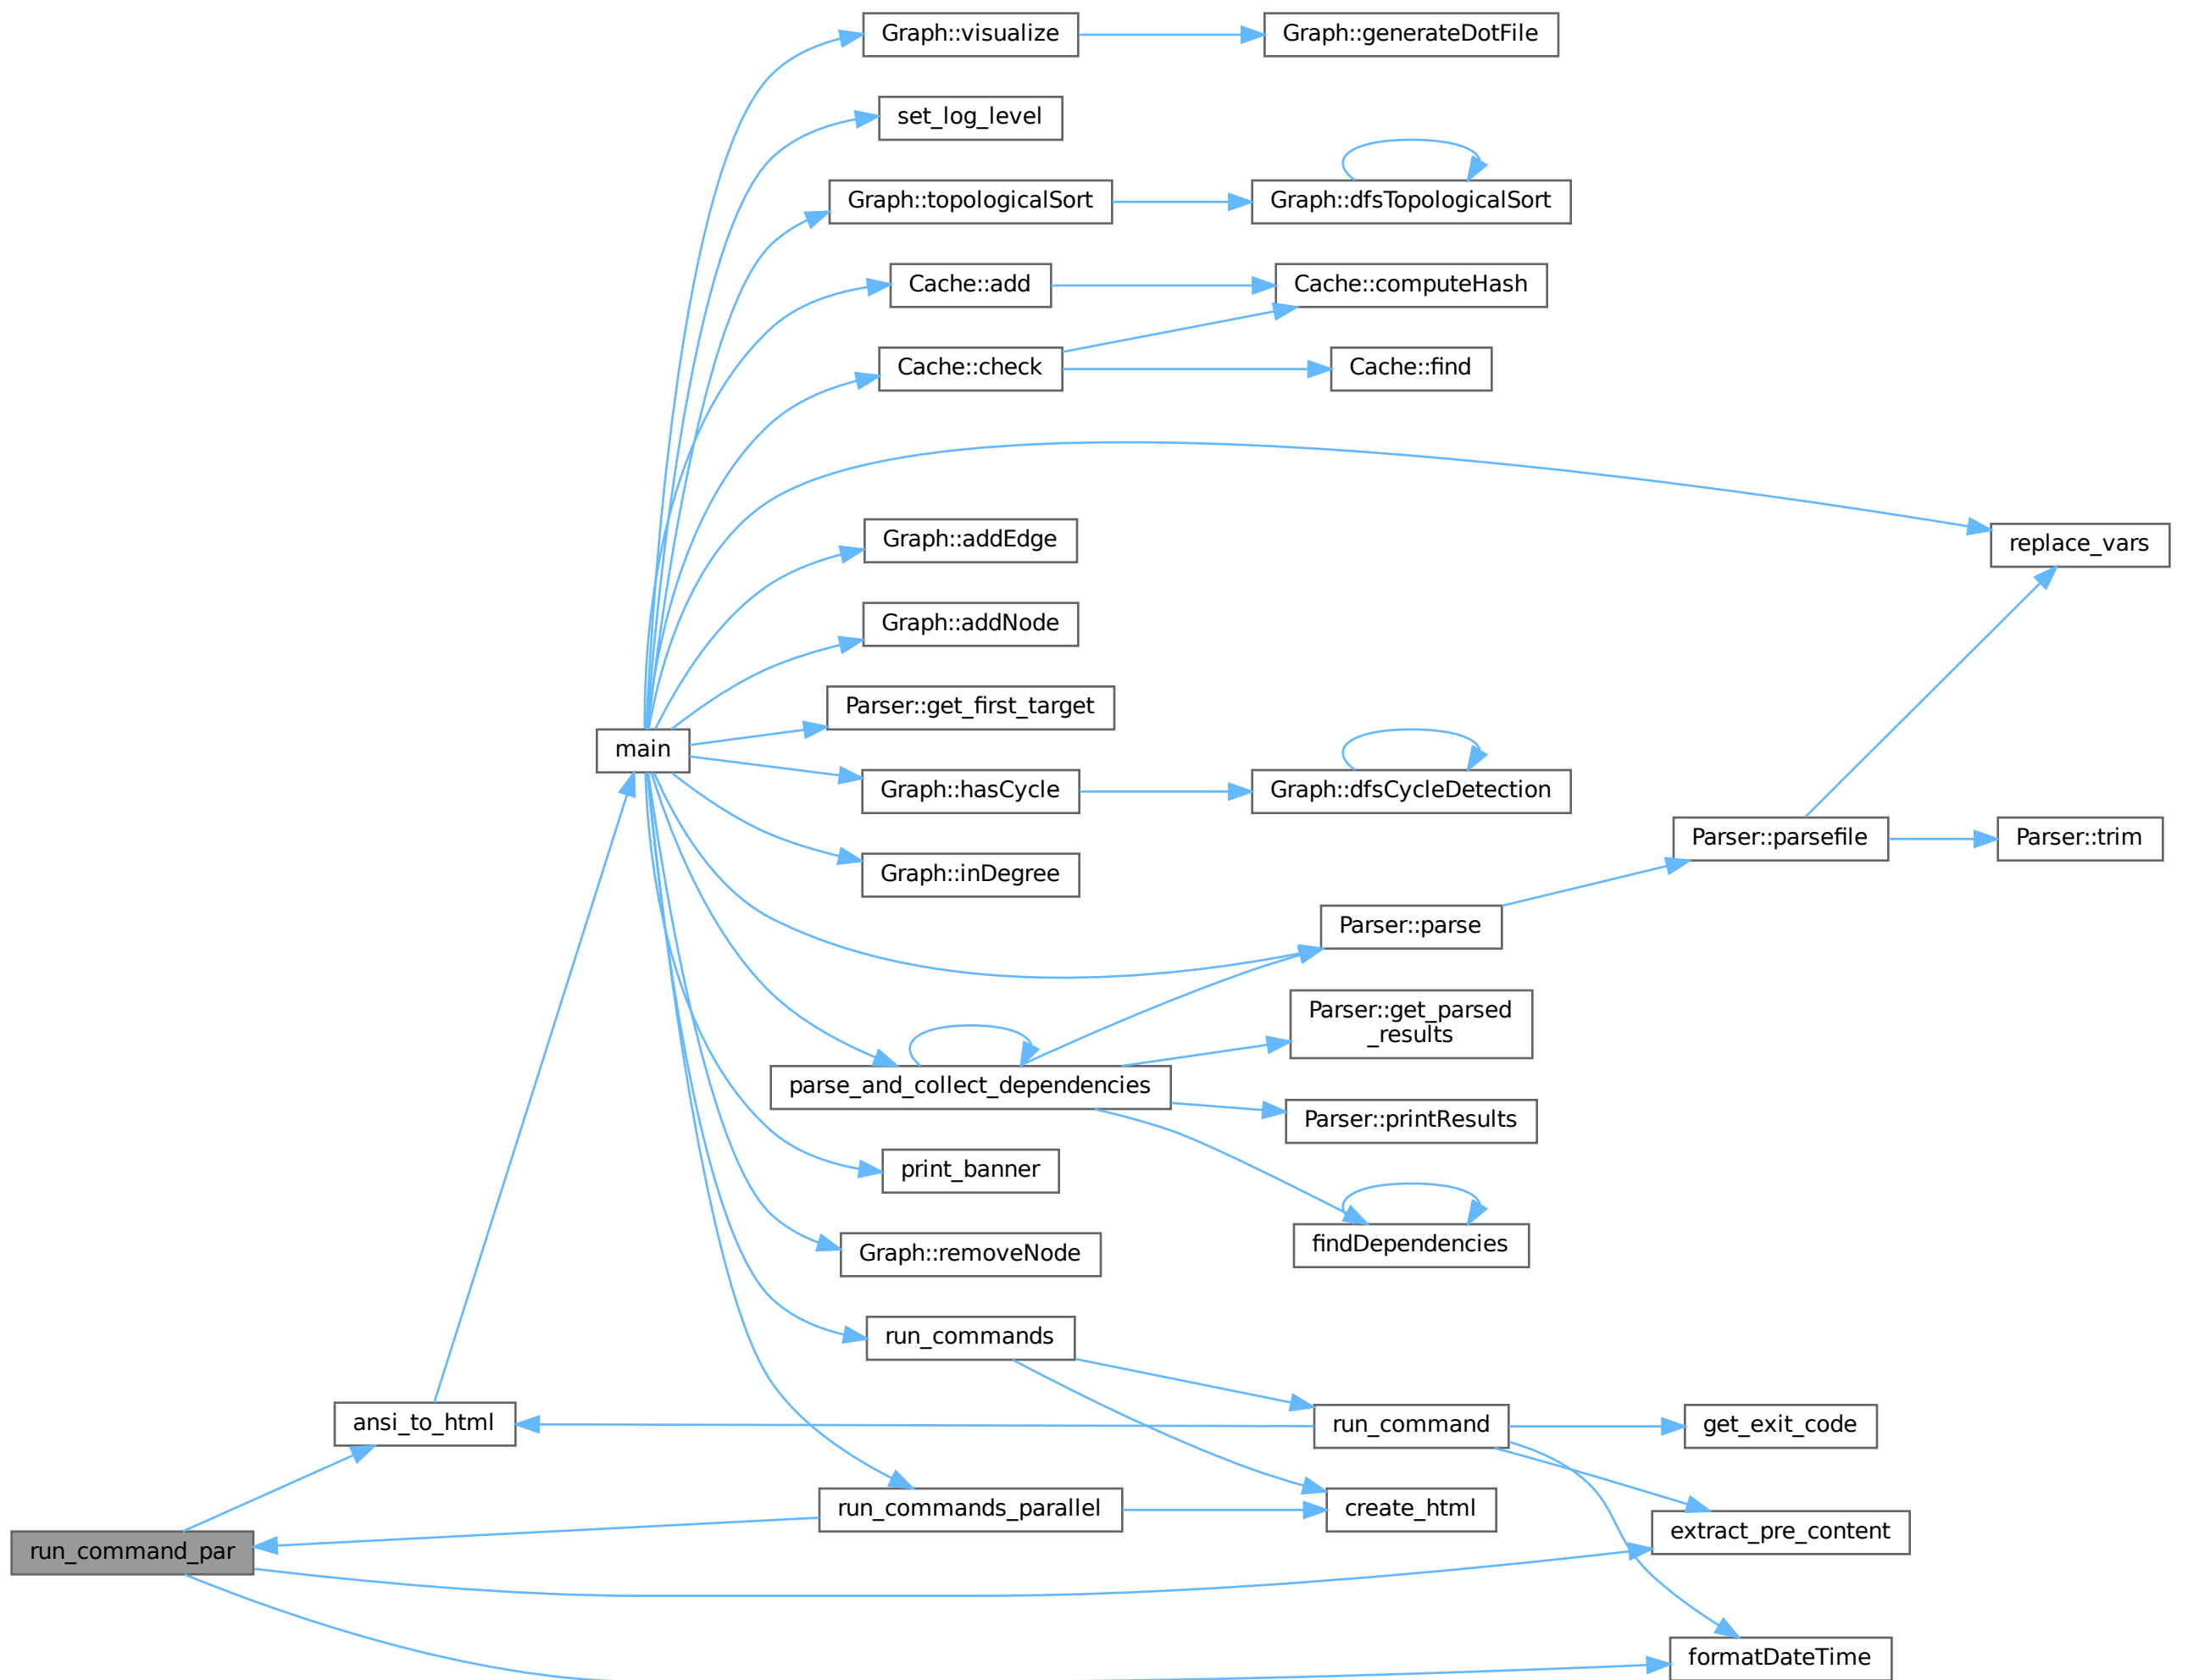 Graph::visualize
Graph::generateDotFile
set_log_level
Graph::topologicalSort
Graph::dfsTopologicalSort
Cache::add
Cache::computeHash
Cache::check
Cache::find
Graph::addEdge
replace_vars
Graph::addNode
Parser::get_first_target
main
Graph::hasCycle
Graph::dfsCycleDetection
Parser::parsefile
Parser::trim
Graph::inDegree
Parser::parse
Parser::get_parsed
_results
parse_and_collect_dependencies
Parser::printResults
print_banner
Graph::removeNode
findDependencies
run_commands
ansi_to_html
run_command
get_exit_code
run_commands_parallel
create_html
run_command_par
extract_pre_content
formatDateTime